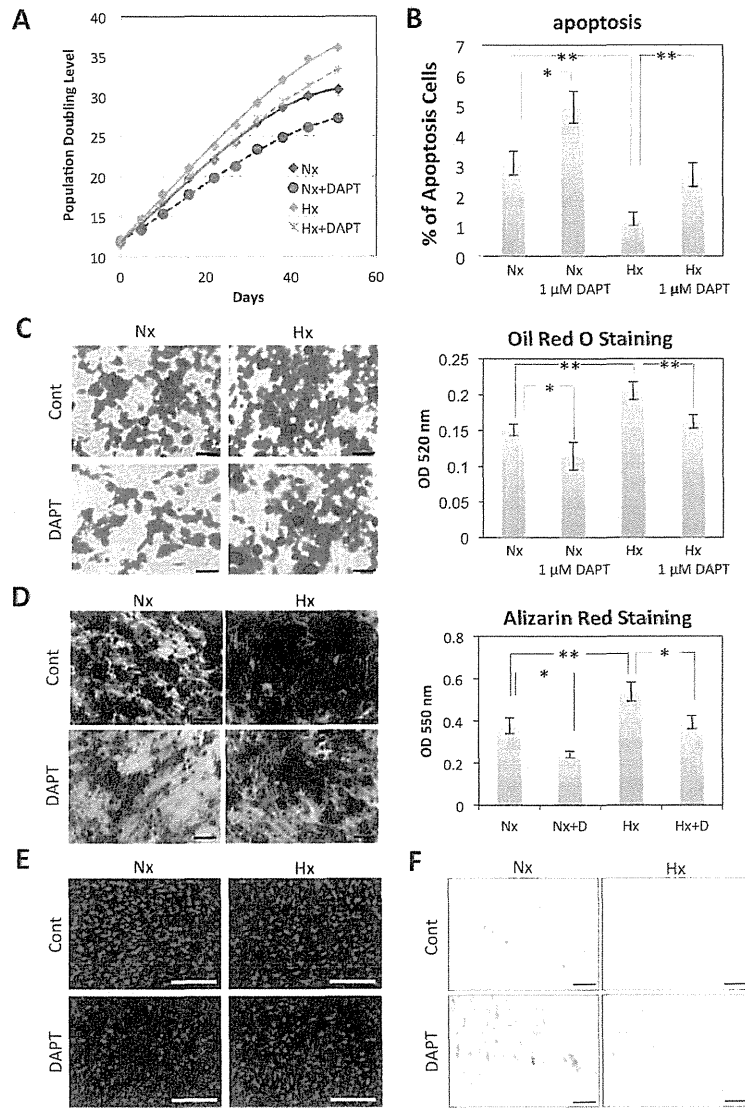 A
Population Doubling Level
40
35
30
25
20
15
10
0
20
40
60
Days
Nx
Nx+DAPT
Hx
Hx+DAPT
B
apoptosis
% of Apoptosis Cells
7
6
5
4
3
2
1
0
**
*
**
Nx
Nx
1 µM DAPT
Hx
Hx
1 µM DAPT
C
Nx
Hx
Cont
DAPT
Oil Red O Staining
OD 520 nm
0.25
0.2
0.15
0.1
0.05
0
**
*
**
Nx
Nx
1 µM DAPT
Hx
Hx
1 µM DAPT
D
Nx
Hx
Cont
DAPT
Alizarin Red Staining
OD 550 nm
0.8
0.6
0.4
0.2
0
**
*
*
Nx
Nx+D
Hx
Hx+D
E
Nx
Hx
Cont
DAPT
F
Nx
Hx
Cont
DAPT